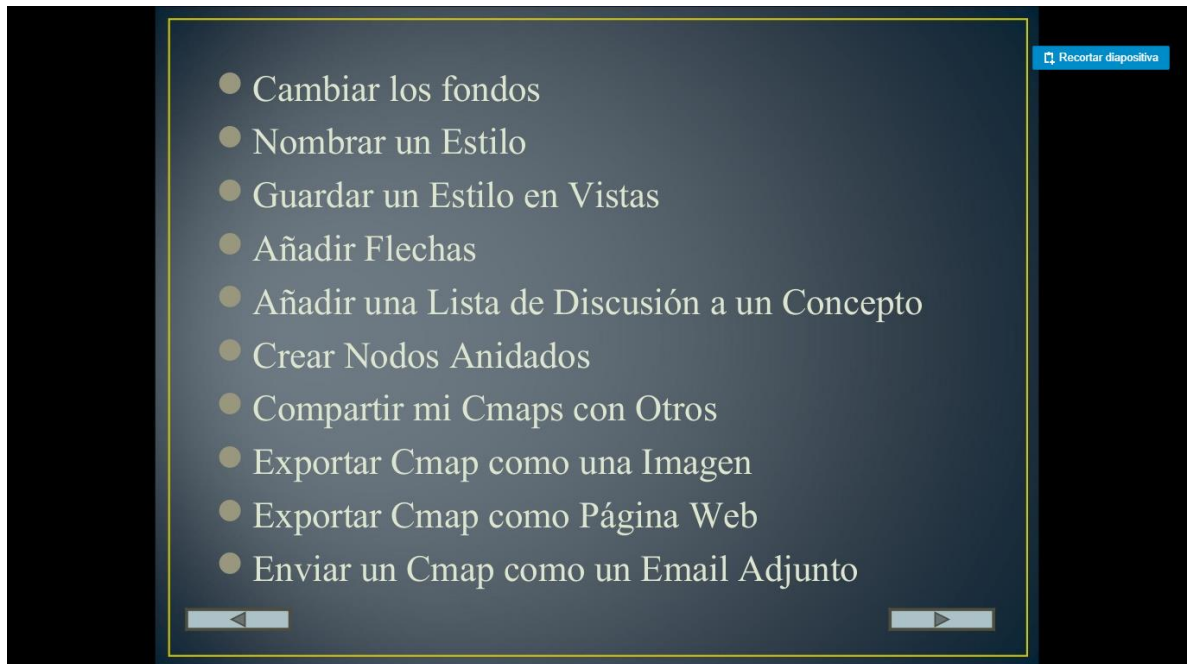 Recortar diapositiva
Cambiar los fondos
Nombrar un Estilo
Guardar un Estilo en Vistas
Añadir Flechas
Añadir una Lista de Discusión a un Concepto
Crear Nodos Anidados
Compartir mi Cmaps con Otros
Exportar Cmap como una Imagen
Exportar Cmap como Página Web
Enviar un Cmap como un Email Adjunto